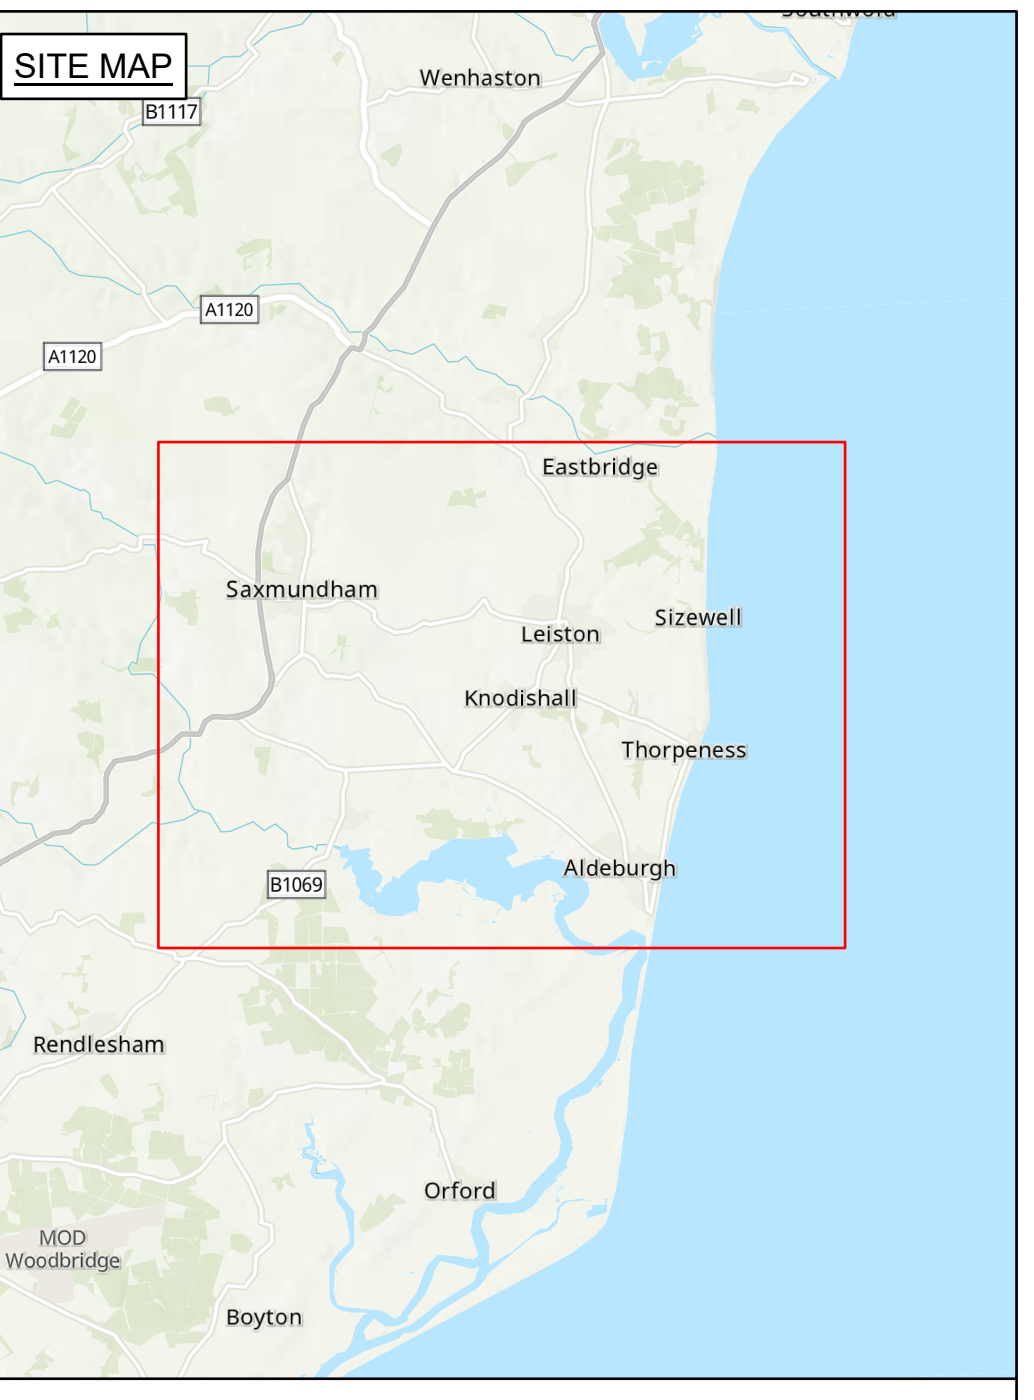 Southwold
SITE MAP
Wenhaston
B1117
A1120
A1120
Eastbridge
Saxmundham
Sizewell
Leiston
Knodishall
Thorpeness
Aldeburgh
B1069
Rendlesham
Orford
MOD
Woodbridge
Boyton